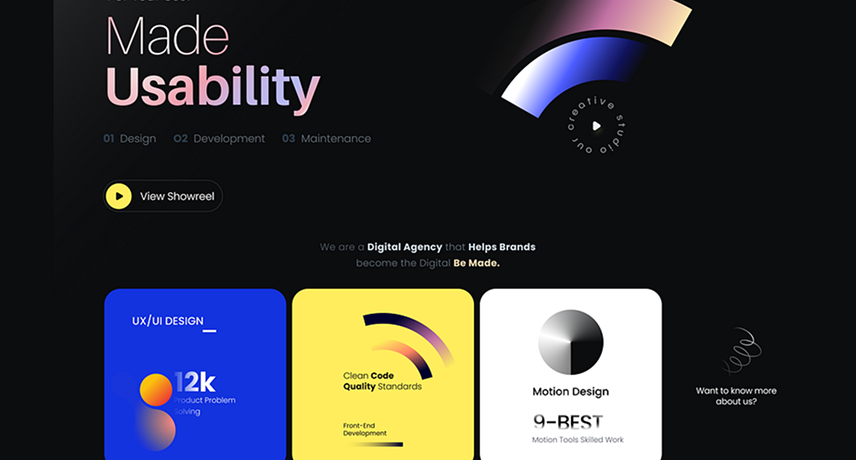 Made
Usability
01 Design 02 Development 03 Maintenance
our creative studio
View Showreel
We are a Digital Agency that Helps Brands
become the Digital Be Made.
UX/UI DESIGN
12k
Product Problem
Solving
Clean Code
Quality Standards
Front-End
Development
Motion Design
9-BEST
Motion Tools Skilled Work
Want to know more
about us?